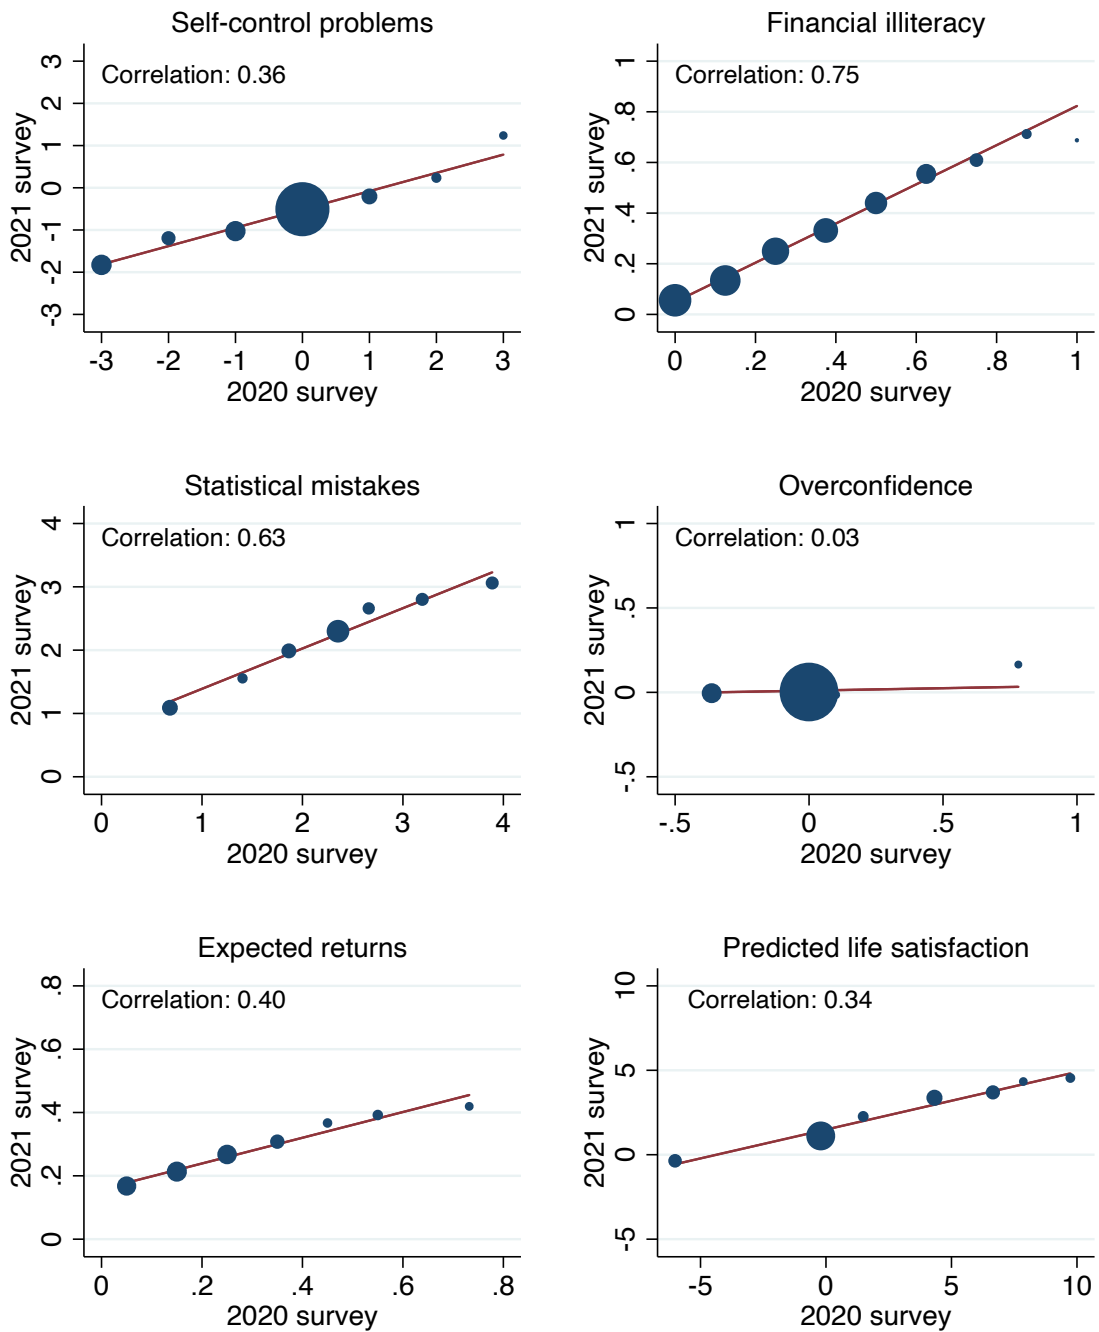 Self-control problems
Correlation: 0.36
2021 survey
3
2
1
0
-1
-2
-3
-3 -2 -1 0 1 2 3
2020 survey
Financial illiteracy
Correlation: 0.75
2021 survey
1
.8
.6
.4
.2
0
0 .2 .4 .6 .8 1
2020 survey
Statistical mistakes
Correlation: 0.63
2021 survey
4
3
2
1
0
0 1 2 3 4
2020 survey
Overconfidence
Correlation: 0.03
2021 survey
1
.5
0
-.5
-.5 0 .5 1
2020 survey
Expected returns
Correlation: 0.40
2021 survey
.8
.6
.4
.2
0
0 .2 .4 .6 .8
2020 survey
Predicted life satisfaction
Correlation: 0.34
2021 survey
10
5
0
-5
-5 0 5 10
2020 survey